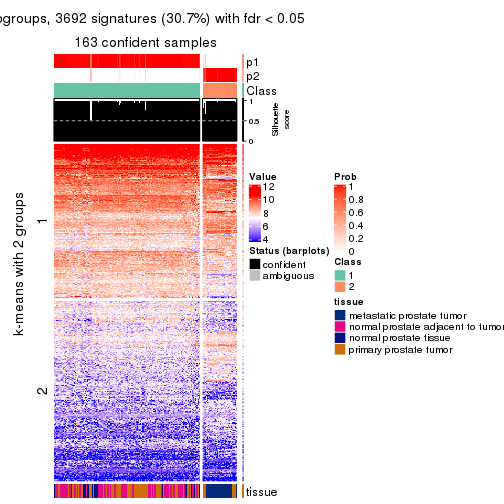 ogroups, 3692 signatures (30.7%) with fdr < 0.05
163 confident samples
p1
p2
Class
1
0.5
0
Silhouette
score
k-means with 2 groups
1
2
tissue
Value
12
10
8
6
4
Status (barplots)
confident
ambiguous
Prob
1
0.8
0.6
0.4
0.2
0
Class
1
2
tissue
metastatic prostate tumor
normal prostate adjacent to tumor
normal prostate tissue
primary prostate tumor